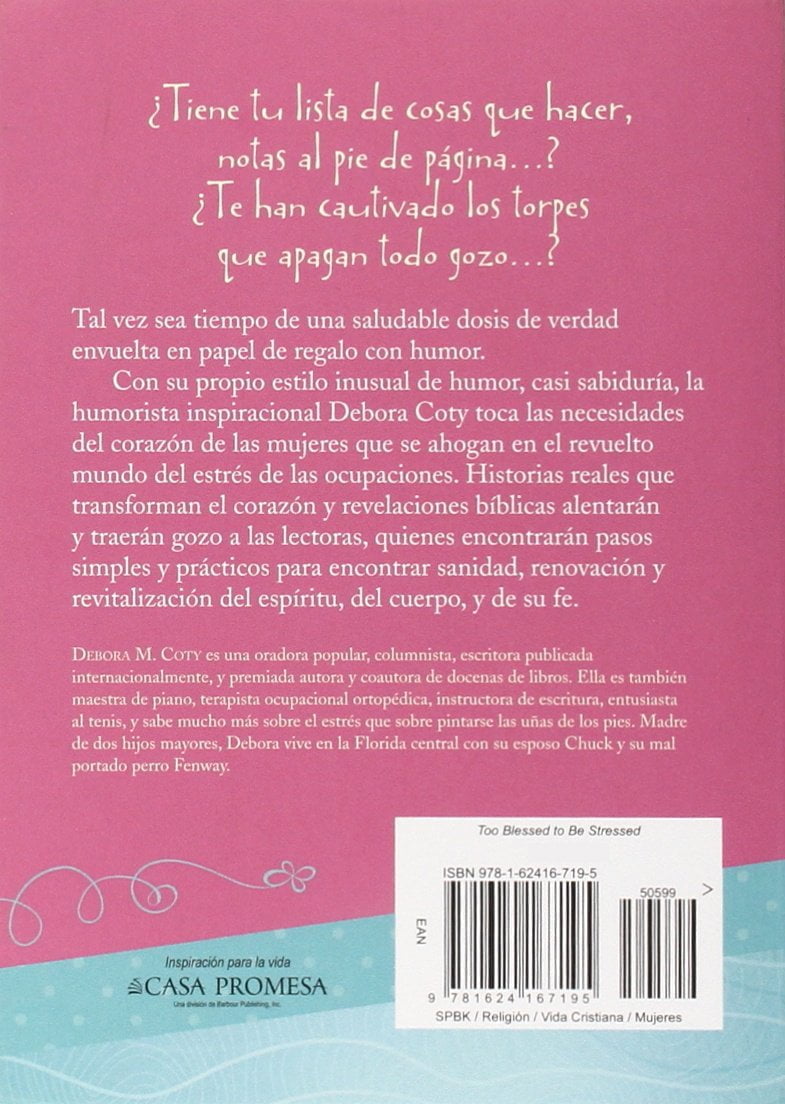 ¿Tiene tu lista de cosas que hacer,
notas al pie de página...?
¿Te han cautivado los torpes
que apagan todo gozo...?
Tal vez sea tiempo de una saludable dosis de verdad
envuelta en papel de regalo con humor.
Con su propio estilo inusual de humor, casi sabiduría, la
humorista inspiracional Debora Coty toca las necesidades
del corazón de las mujeres que se ahogan en el revuelto
mundo del estrés de las ocupaciones. Historias reales que
transforman el corazón y revelaciones bíblicas alentarán
y traerán gozo a las lectoras, quienes encontrarán pasos
simples y prácticos para encontrar sanidad, renovación y
revitalización del espíritu, del cuerpo, y de su fe.
DEBORA M. COTY es una oradora popular, columnista, escritora publicada
internacionalmente, y premiada autora y coautora de docenas de libros. Ella es también
maestra de piano, terapista ocupacional ortopédica, instructora de escritura, entusiasta
al tenis, y sabe mucho más sobre el estrés que sobre pintarse las uñas de los pies. Madre
de dos hijos mayores, Debora vive en la Florida central con su esposo Chuck y su mal
portado perro Fenway.
Too Blessed to Be Stressed
ISBN 978-1-62416-719-5
50599 >
EAN
9 781624 167195
SPBK / Religión / Vida Cristiana / Mujeres
Inspiración para la vida
CASA PROMESA
Una división de Barbour Publishing, Inc.